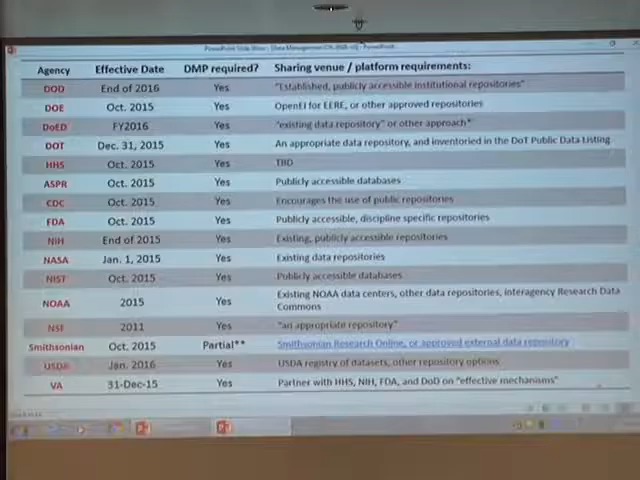 Agency Effective Date DMP required? Sharing venue / platform requirements:
DOD End of 2016 Yes "Established, publicly accessible institutional repositories"
DOE Oct. 2015 Yes OpenEI for EERE, or other approved repositories
DoED FY2016 Yes "existing data repository" or other approach*
DOT Dec. 31, 2015 Yes An appropriate data repository, and inventoried in the DoT Public Data Listing
HHS Oct. 2015 Yes TBD
ASPR Oct. 2015 Yes Publicly accessible databases
CDC Oct. 2015 Yes Encourages the use of public repositories
FDA Oct. 2015 Yes Publicly accessible, discipline specific repositories
NIH End of 2015 Yes Existing, publicly accessible repositories
NASA Jan. 1, 2015 Yes Existing data repositories
NIST Oct. 2015 Yes Publicly accessible databases
NOAA 2015 Yes Existing NOAA data centers, other data repositories, Interagency Research Data
Commons
NSF 2011 Yes "an appropriate repository"
Smithsonian Oct. 2015 Partial** Smithsonian Research Online, or approved external data repository
USDA Jan. 2016 Yes USDA registry of datasets, other repository options
VA 31-Dec-15 Yes Partner with HHS, NIH, FDA, and DoD on "effective mechanisms"